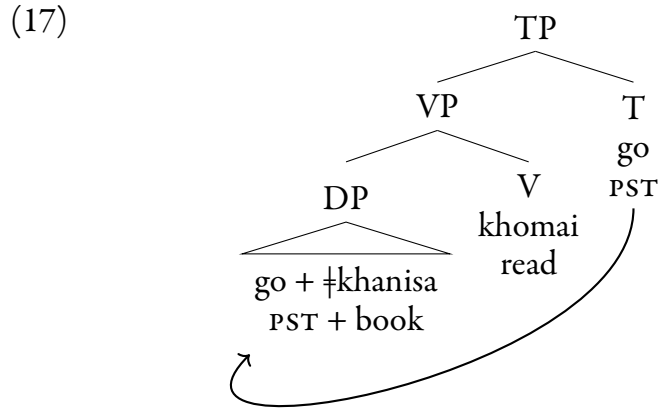 (17)
TP
VP T
go
PST
DP V
khomai
read
go + ǂkhanisa
PST + book